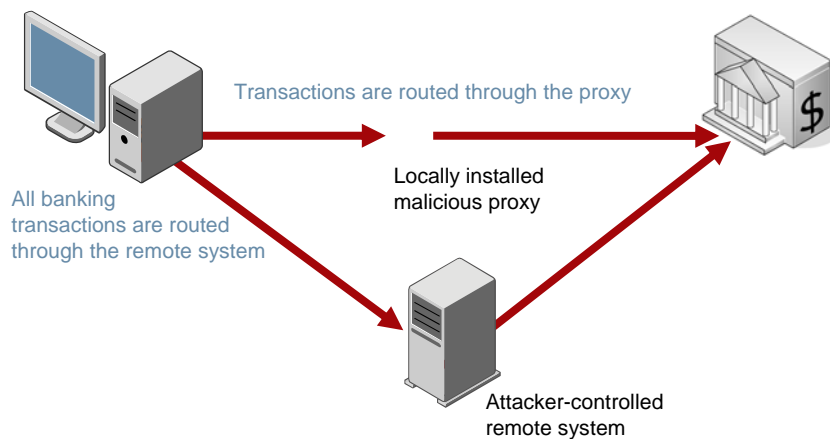 Transactions are routed through the proxy
$
Locally installed
malicious proxy
All banking
transactions are routed
through the remote system
Attacker-controlled
remote system